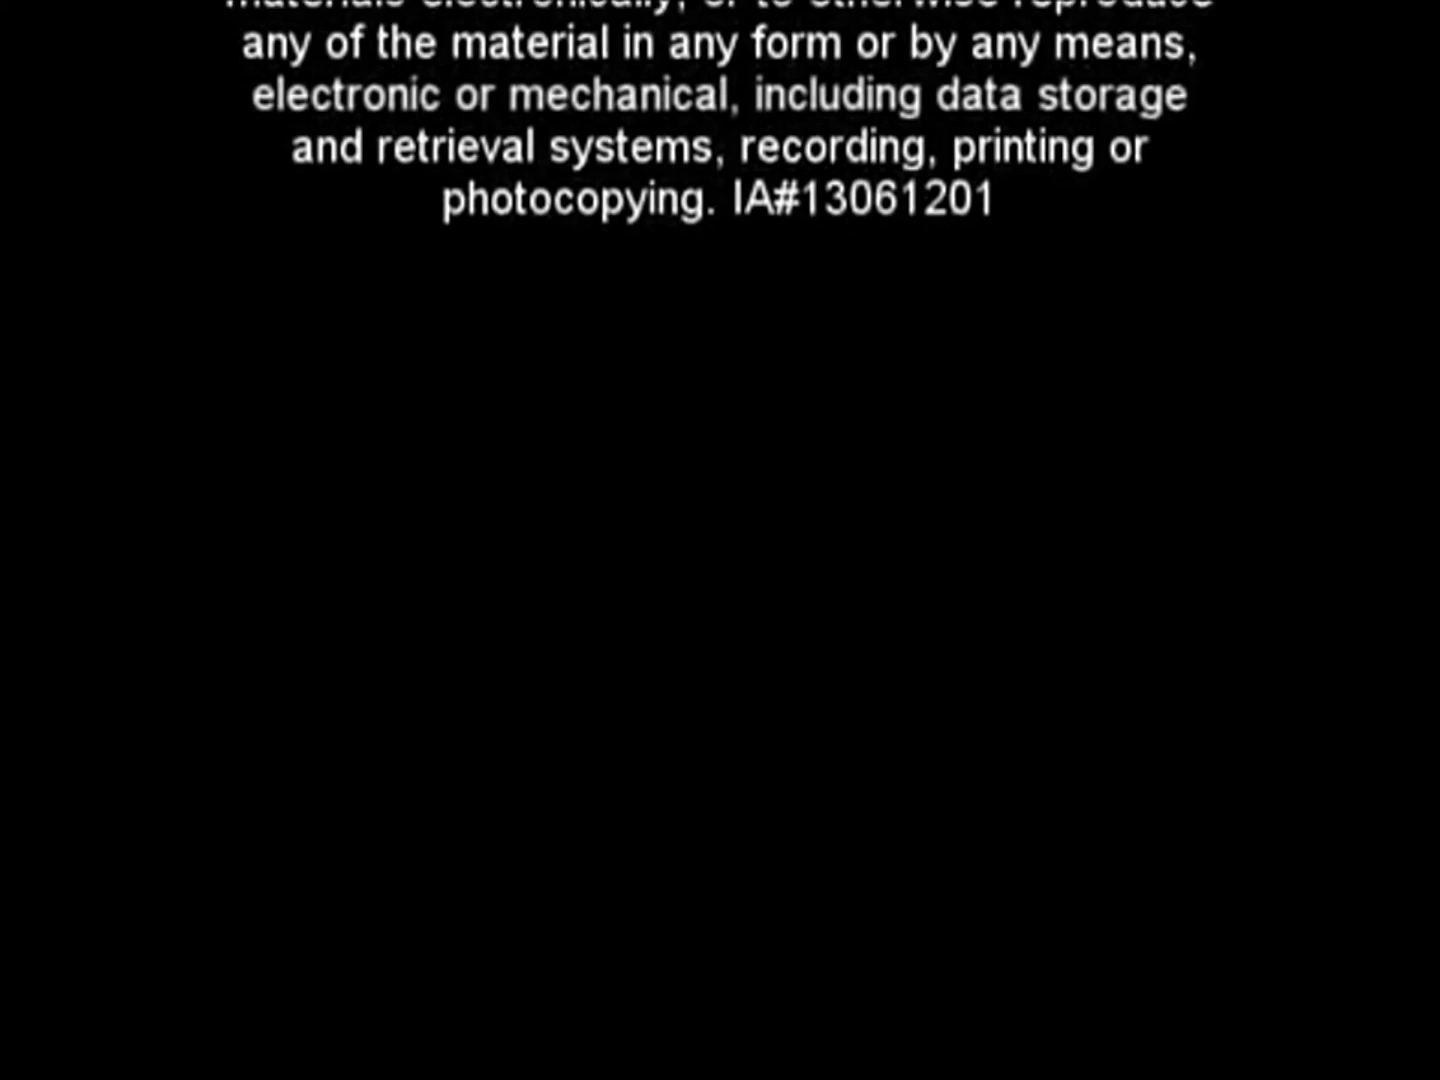 materials electronically, or to otherwise reproduce
any of the material in any form or by any means,
electronic or mechanical, including data storage
and retrieval systems, recording, printing or
photocopying. IA#13061201